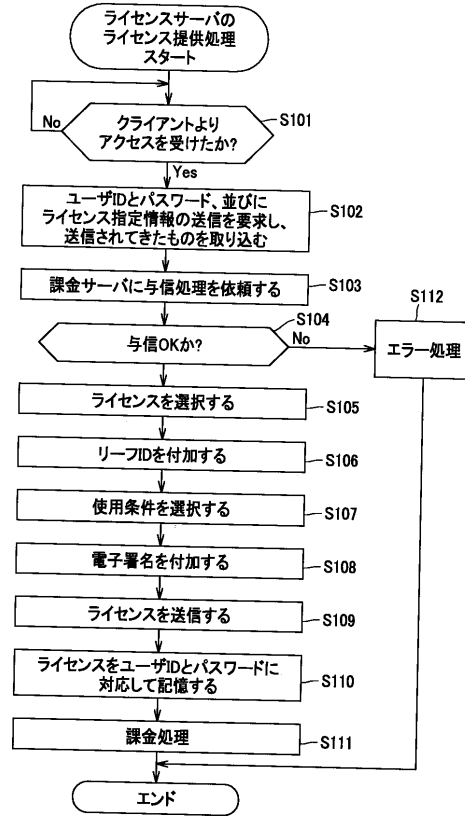 ライセンスサーバの
ライセンス提供処理
スタート
No
クライアントより
アクセスを受けたか?
S101
Yes
ユーザIDとパスワード、並びに
ライセンス指定情報の送信を要求し、
送信されてきたものを取り込む
S102
課金サーバに与信処理を依頼する
S103
S104
与信OKか?
No
S112
エラー処理
ライセンスを選択する
S105
リーフIDを付加する
S106
使用条件を選択する
S107
電子署名を付加する
S108
ライセンスを送信する
S109
ライセンスをユーザIDとパスワードに
対応して記憶する
S110
課金処理
S111
エンド